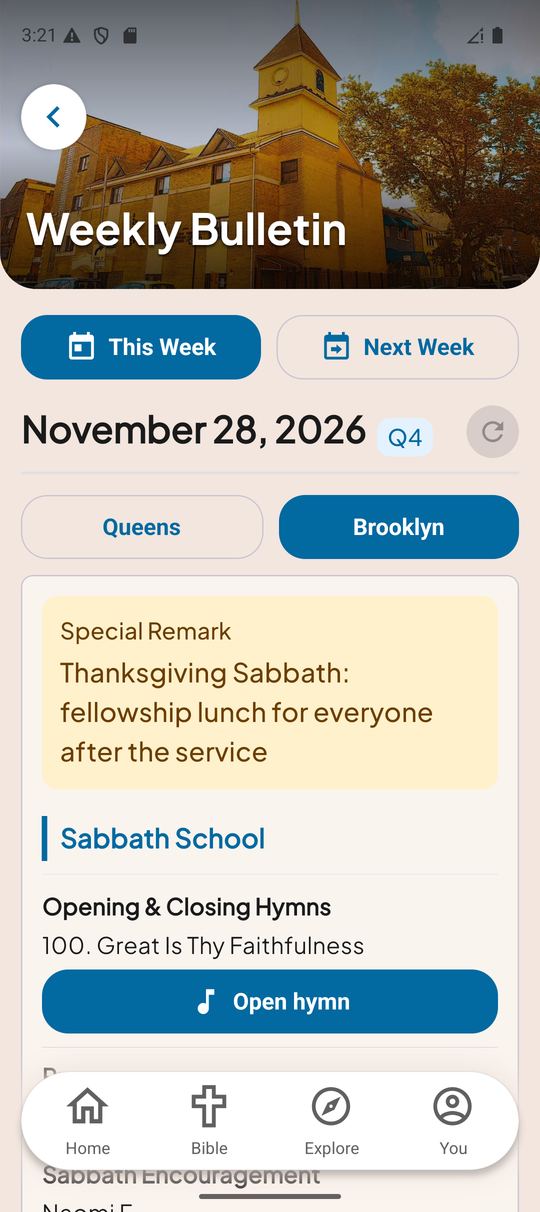 3:21
Weekly Bulletin
This Week
Next Week
November 28, 2026 Q4
Queens
Brooklyn
Special Remark
Thanksgiving Sabbath:
fellowship lunch for everyone
after the service
Sabbath School
Opening & Closing Hymns
100. Great Is Thy Faithfulness
Open hymn
Home
Bible
Explore
You
Sabbath Encouragement